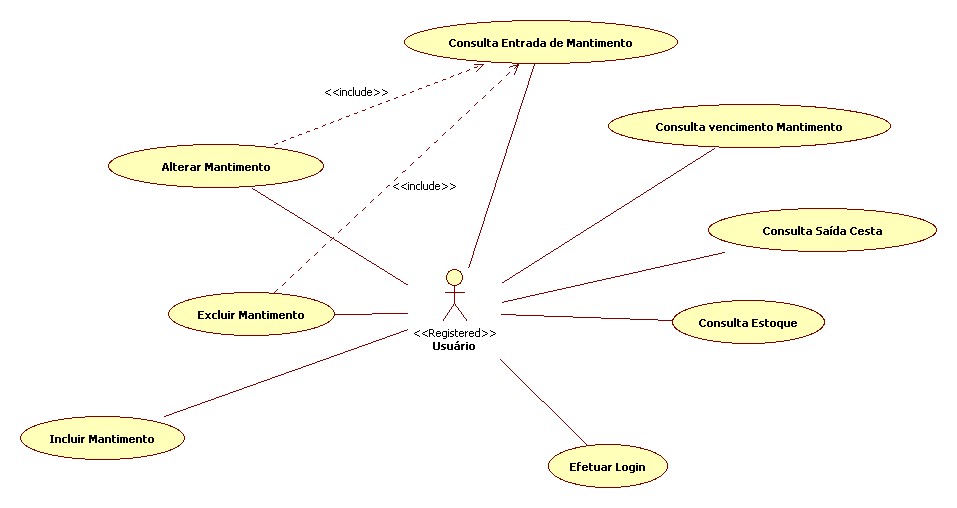 Consulta Entrada de Mantimento
<<include>>
Consulta vencimento Mantimento
Alterar Mantimento
<<include>>
Consulta Saída Cesta
Excluir Mantimento
Consulta Estoque
<<Registered>>
Usuário
Incluir Mantimento
Efetuar Login